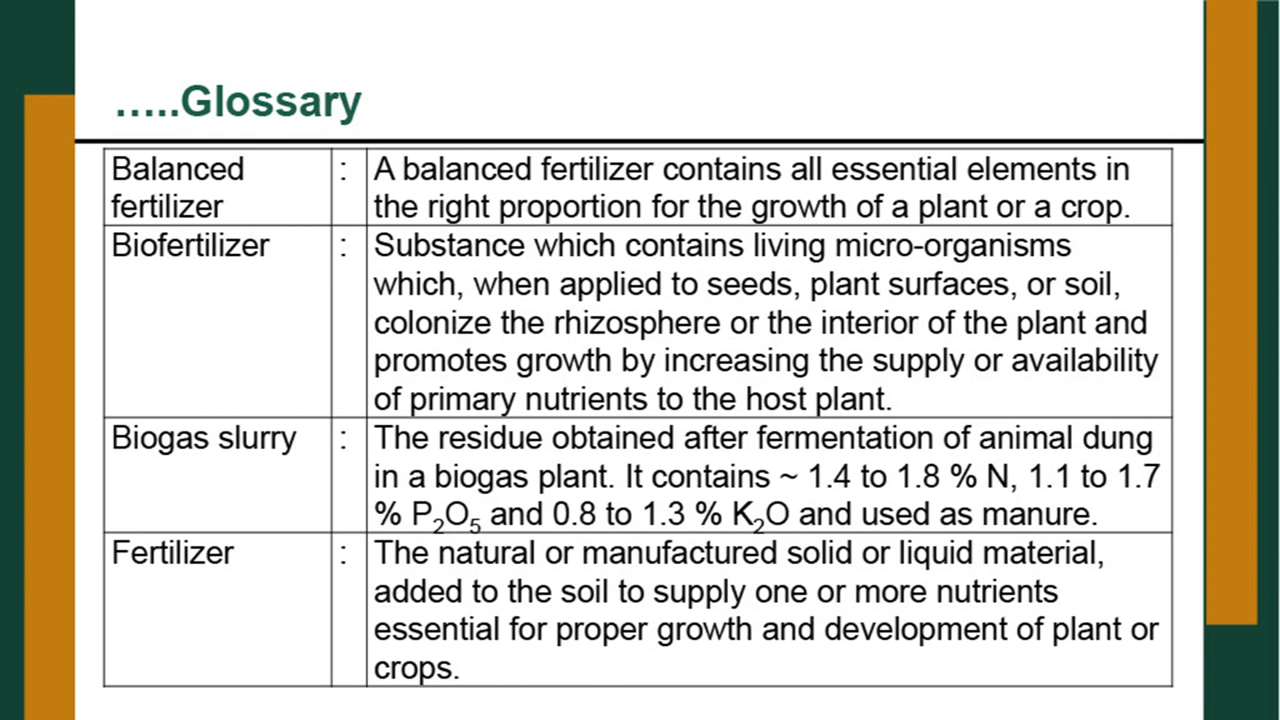 …..Glossary
Balanced : A balanced fertilizer contains all essential elements in
fertilizer the right proportion for the growth of a plant or a crop.
Biofertilizer : Substance which contains living micro-organisms
which, when applied to seeds, plant surfaces, or soil,
colonize the rhizosphere or the interior of the plant and
promotes growth by increasing the supply or availability
of primary nutrients to the host plant.
Biogas slurry : The residue obtained after fermentation of animal dung
in a biogas plant. It contains ~ 1.4 to 1.8 % N, 1.1 to 1.7
% P₂O₅ and 0.8 to 1.3 % K₂O and used as manure.
Fertilizer : The natural or manufactured solid or liquid material,
added to the soil to supply one or more nutrients
essential for proper growth and development of plant or
crops.